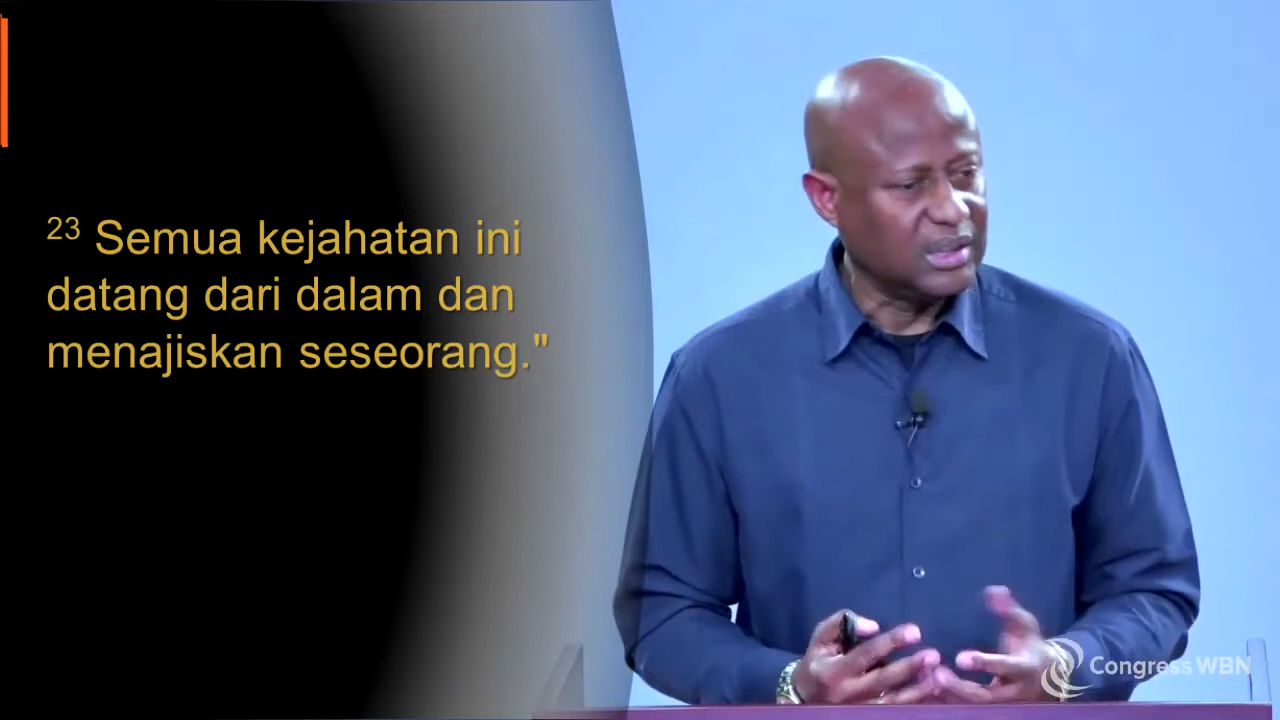 23 Semua kejahatan ini
datang dari dalam dan
menajiskan seseorang."
Congress WBN